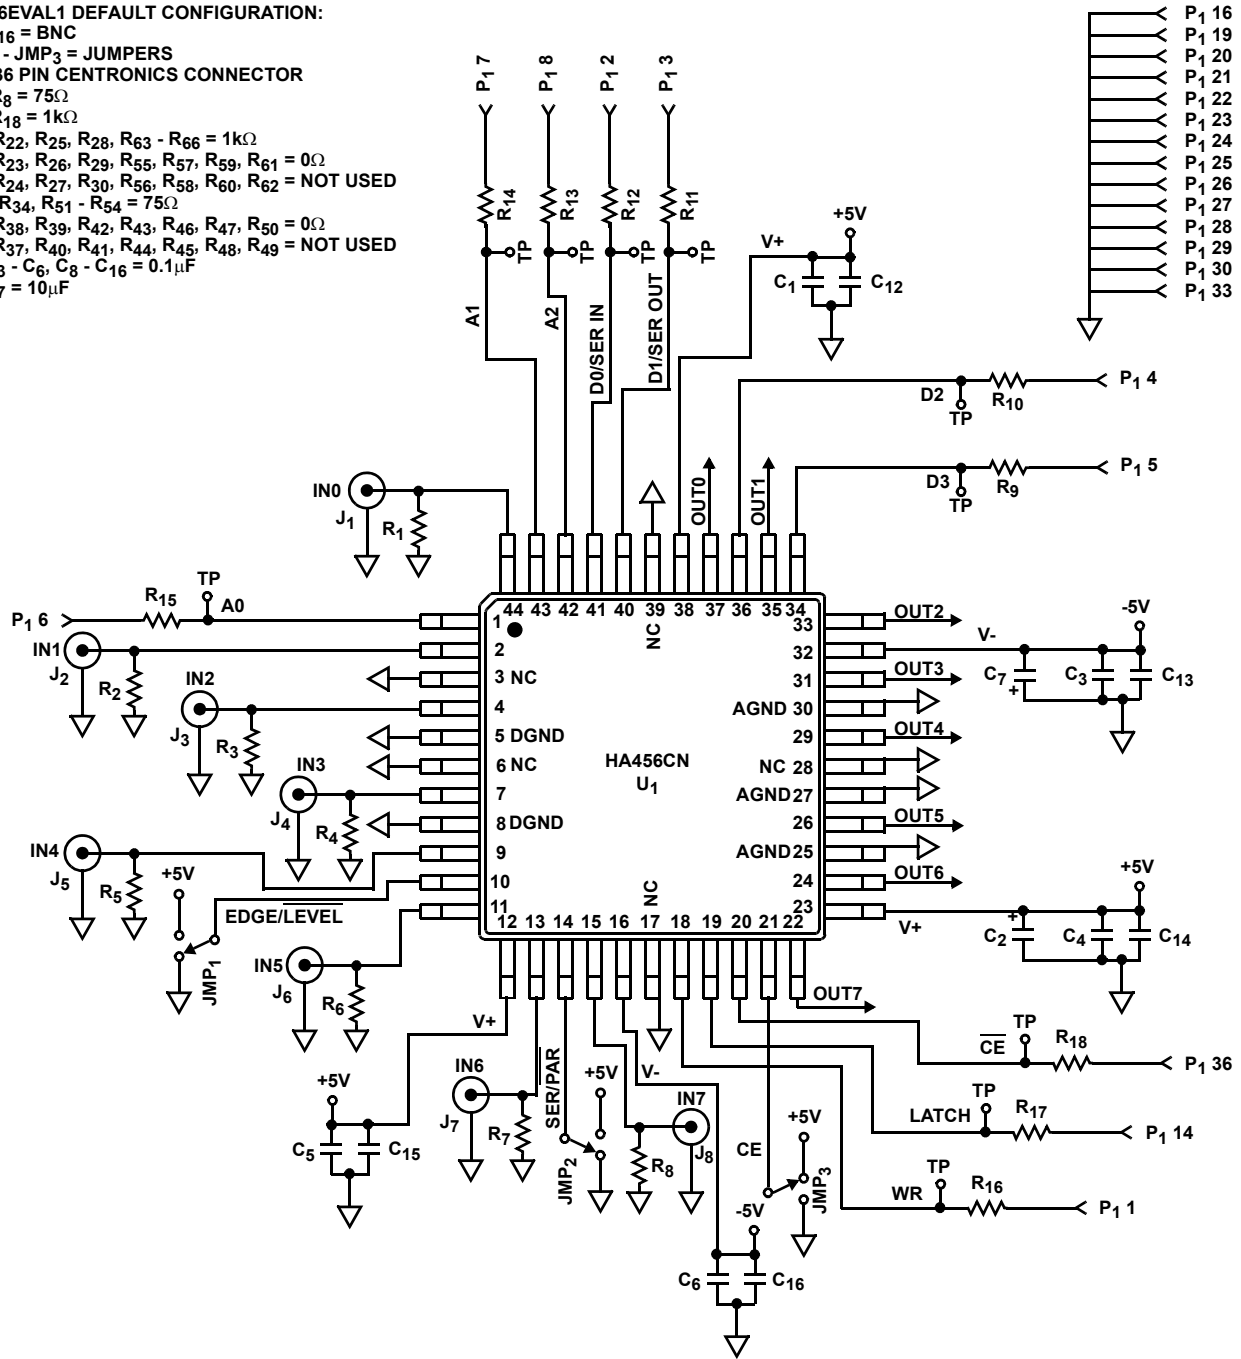 6EVAL1 DEFAULT CONFIGURATION:
16 = BNC
- JMP3 = JUMPERS
36 PIN CENTRONICS CONNECTOR
R8 = 75Ω
R18 = 1kΩ
R22, R25, R28, R63 - R66 = 1kΩ
R23, R26, R29, R55, R57, R59, R61 = 0Ω
R24, R27, R30, R56, R58, R60, R62 = NOT USED
R34, R51 - R54 = 75Ω
R38, R39, R42, R43, R46, R47, R50 = 0Ω
R37, R40, R41, R44, R45, R48, R49 = NOT USED
3 - C6, C8 - C16 = 0.1μF
7 = 10μF
P1 7
P1 8
P1 2
P1 3
R14
R13
R12
R11
TP
TP
TP
TP
A1
A2
D0/SER IN
D1/SER OUT
V+
+5V
C1
C12
P1 16
P1 19
P1 20
P1 21
P1 22
P1 23
P1 24
P1 25
P1 26
P1 27
P1 28
P1 29
P1 30
P1 33
D2
TP
R10
P1 4
D3
TP
R9
P1 5
OUT0
OUT1
IN0
J1
R1
P1 6
R15
TP
A0
IN1
J2
R2
IN2
J3
R3
IN3
J4
R4
IN4
J5
R5
+5V
EDGE/LEVEL
JMP1
IN5
J6
R6
44 43 42 41 40 39 38 37 36 35 34
NC
1
2
3 NC
4
5 DGND
6 NC
7
8 DGND
9
10
11
HA456CN
U1
33
32
31
AGND 30
29
NC 28
AGND 27
26
AGND 25
24
23
NC
12 13 14 15 16 17 18 19 20 21 22
OUT2
V-
-5V
C7
+
C3
C13
OUT3
OUT4
OUT5
OUT6
V+
+5V
+
C2
C4
C14
OUT7
CE
TP
R18
P1 36
LATCH
TP
R17
P1 14
WR
TP
R16
P1 1
V+
+5V
C5
C15
IN6
J7
R7
SER/PAR
JMP2
+5V
V-
IN7
J8
R8
CE
+5V
JMP3
-5V
C6
C16